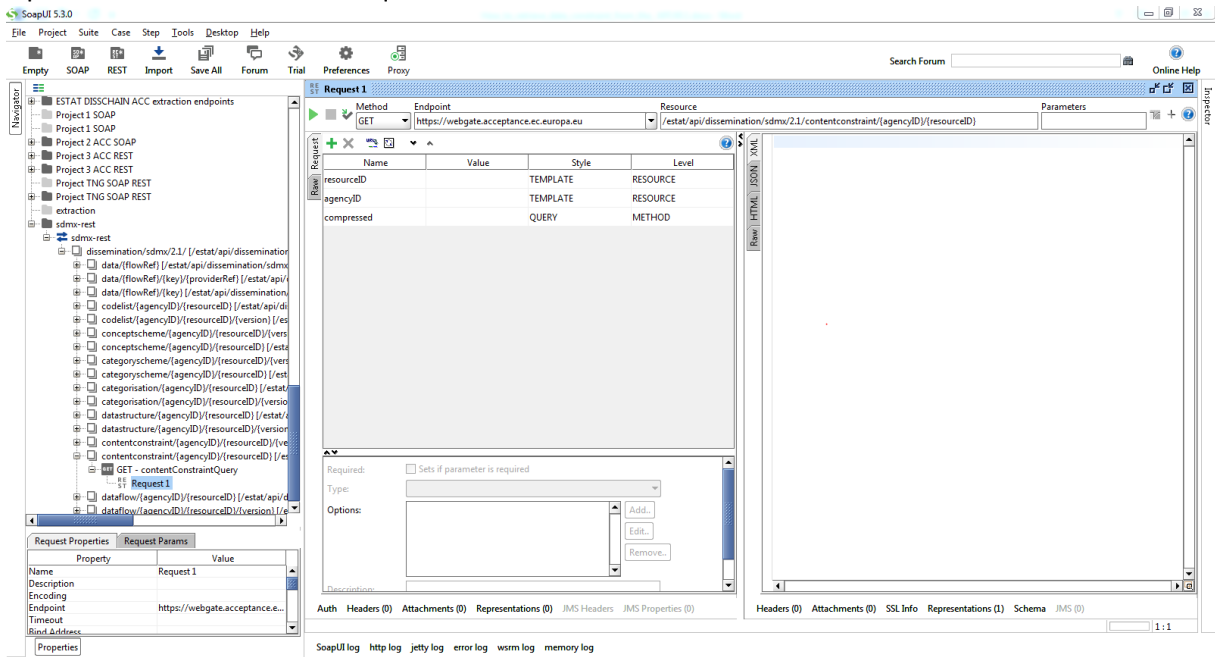 SoapUI 5.3.0
File Project Suite Case Step Tools Desktop Help
Empty SOAP REST Import Save All Forum Trial Preferences Proxy
Search Forum
Online Help
Navigator
ESTAT DISSCHAIN ACC extraction endpoints
Project 1 SOAP
Project 1 SOAP
Project 2 ACC SOAP
Project 3 ACC REST
Project 3 ACC REST
Project TNG SOAP REST
Project TNG SOAP REST
extraction
sdmx-rest
sdmx-rest
dissemination/sdmx/2.1/ [/estat/api/disseminatior
data/{flowRef} [/estat/api/dissemination/sdmx
data/{flowRef}/{key}/{providerRef} [/estat/api/
data/{flowRef}/{key} [/estat/api/dissemination/
codelist/{agencyID}/{resourceID} [/estat/api/di
codelist/{agencyID}/{resourceID}/{version} [/es
conceptscheme/{agencyID}/{resourceID}/{vers
conceptscheme/{agencyID}/{resourceID} [/esta
categoryscheme/{agencyID}/{resourceID}/{vers
categoryscheme/{agencyID}/{resourceID} [/est
categorisation/{agencyID}/{resourceID} [/estat/
categorisation/{agencyID}/{resourceID}/{versio
datastructure/{agencyID}/{resourceID} [/estat/a
datastructure/{agencyID}/{resourceID}/{version
contentconstraint/{agencyID}/{resourceID}/{ve
contentconstraint/{agencyID}/{resourceID} [/es
GET GET - contentConstraintQuery
REST Request 1
dataflow/{agencyID}/{resourceID} [/estat/api/d
dataflow/{agencyID}/{resourceID}/{version} [/e
Request Properties Request Params
Property Value
Name Request 1
Description
Encoding
Endpoint https://webgate.acceptance.e...
Timeout
Bind Address
Properties
REST Request 1
Method Endpoint Resource Parameters
GET https://webgate.acceptance.ec.europa.eu /estat/api/dissemination/sdmx/2.1/contentconstraint/{agencyID}/{resourceID}
Request
Raw
Name Value Style Level
resourceID TEMPLATE RESOURCE
agencyID TEMPLATE RESOURCE
compressed QUERY METHOD
Required: Sets if parameter is required
Type:
Options: Add..
Edit..
Remove..
Description:
Auth Headers (0) Attachments (0) Representations (0) JMS Headers JMS Properties (0)
XML
JSON
HTML
Raw
Headers (0) Attachments (0) SSL Info Representations (1) Schema JMS (0)
1 : 1
Inspector
SoapUI log http log jetty log error log wsrm log memory log